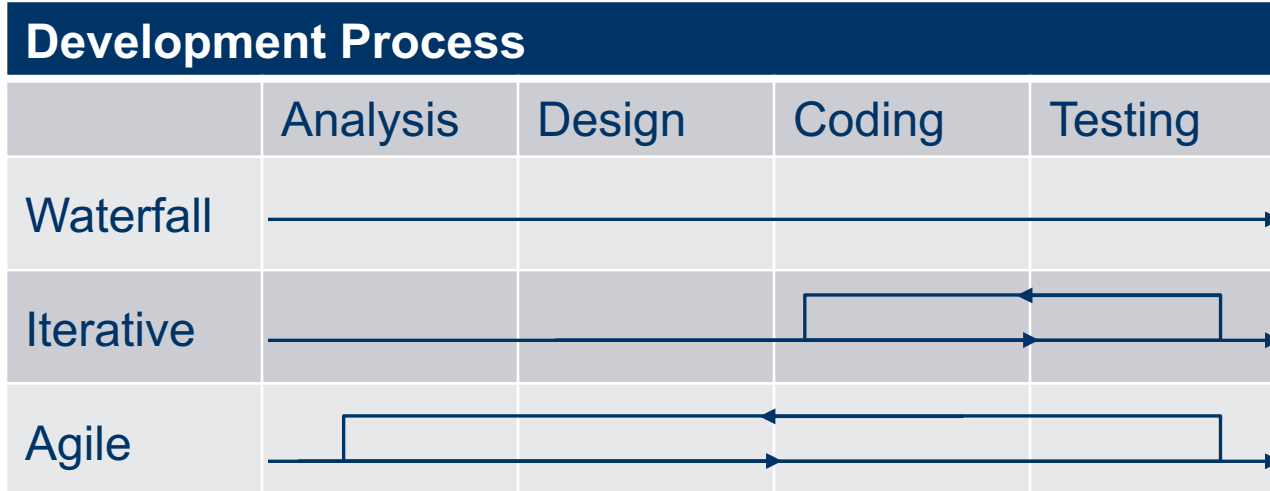 Development Process
Analysis Design Coding Testing
Waterfall
Iterative
Agile